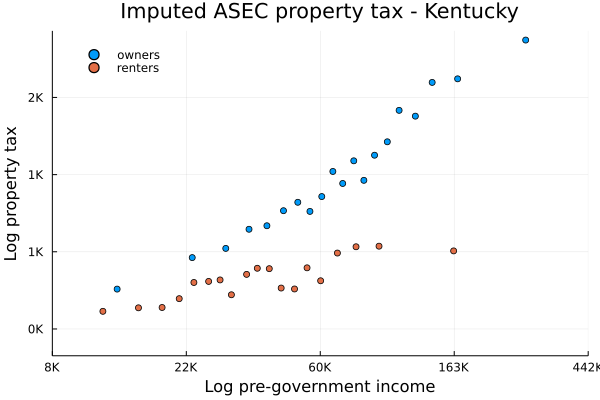 Imputed ASEC property tax - Kentucky
owners
renters
Log property tax
2K
1K
1K
0K
8K
22K
60K
163K
442K
Log pre-government income